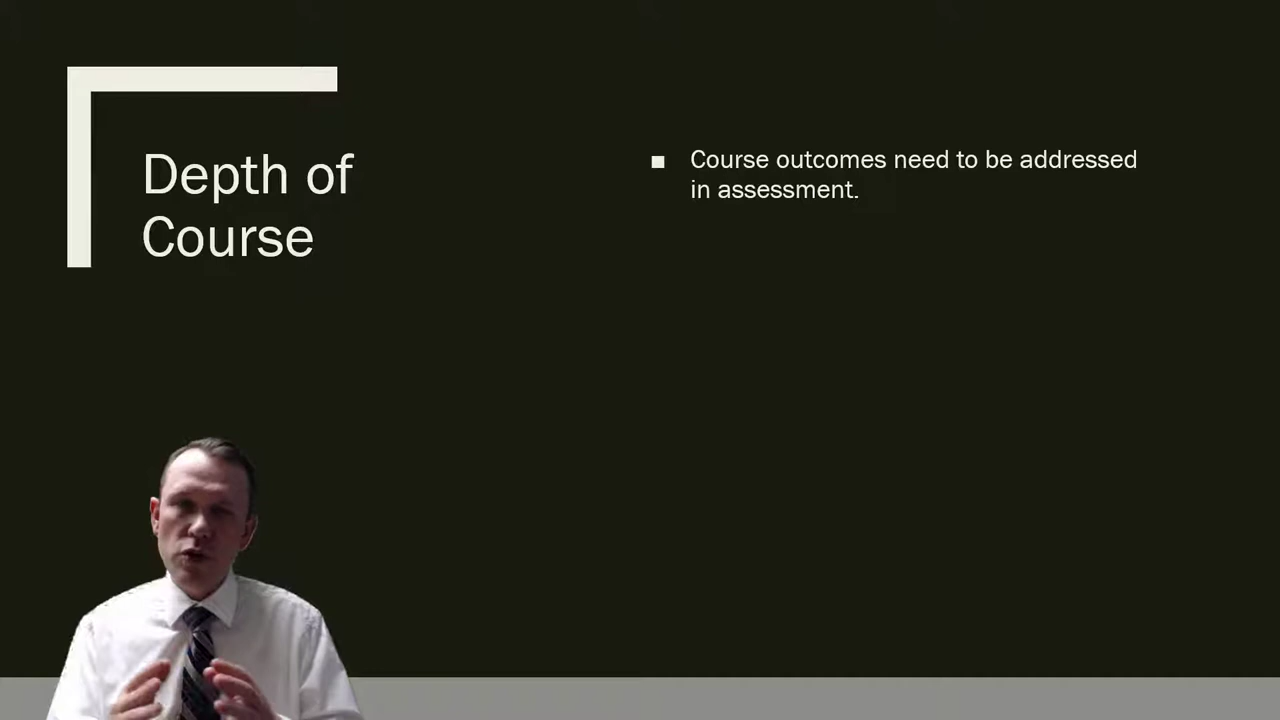 Depth of
Course
Course outcomes need to be addressed
in assessment.